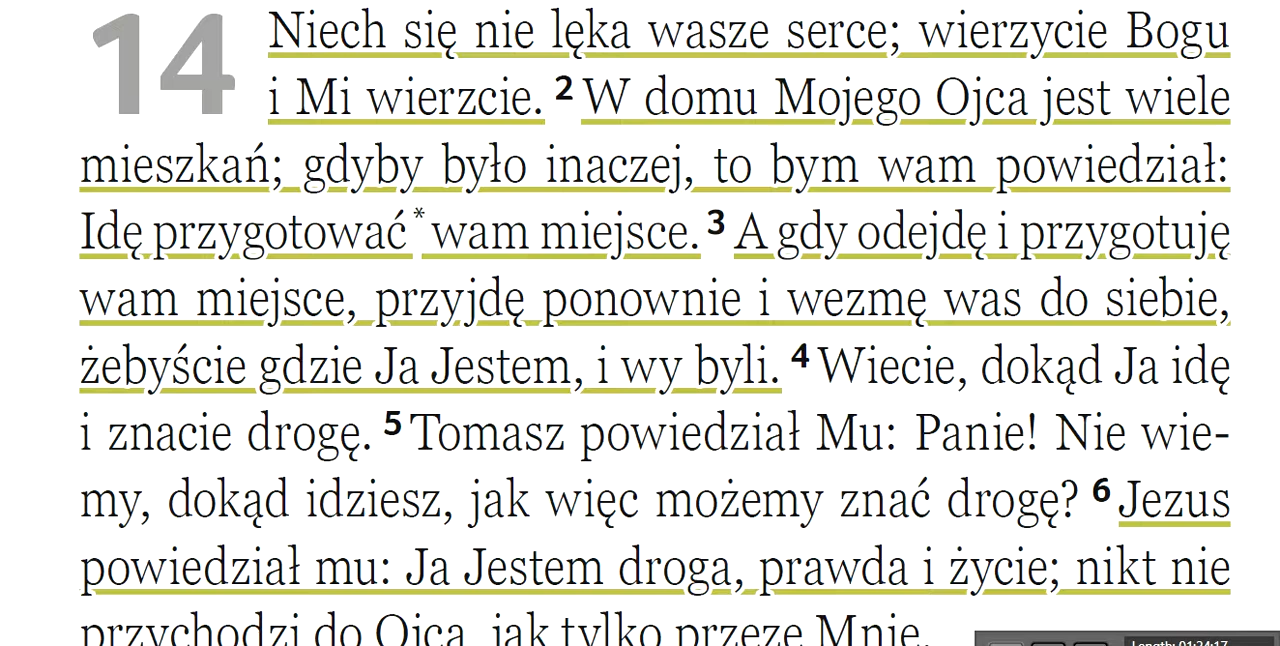 14 Niech się nie lęka wasze serce; wierzycie Bogu
i Mi wierzcie. 2 W domu Mojego Ojca jest wiele
mieszkań; gdyby było inaczej, to bym wam powiedział:
Idę przygotować* wam miejsce. 3 A gdy odejdę i przygotuję
wam miejsce, przyjdę ponownie i wezmę was do siebie,
żebyście gdzie Ja Jestem, i wy byli. 4 Wiecie, dokąd Ja idę
i znacie drogę. 5 Tomasz powiedział Mu: Panie! Nie wie-
my, dokąd idziesz, jak więc możemy znać drogę? 6 Jezus
powiedział mu: Ja Jestem droga, prawda i życie; nikt nie
przychodzi do Ojca, jak tylko przeze Mnie.
Length: 01:24:17